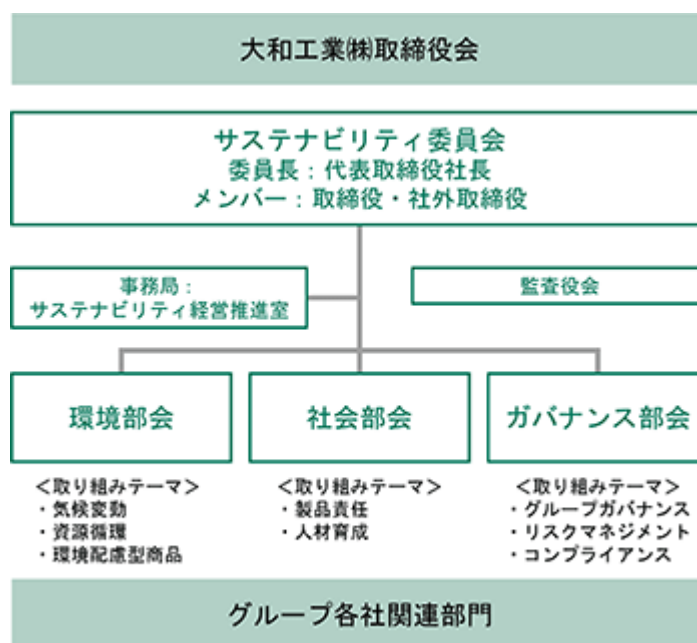 大和工業㈱取締役会
サステナビリティ委員会
委員長：代表取締役社長
メンバー：取締役・社外取締役
事務局：
サステナビリティ経営推進室
監査役会
環境部会
＜取り組みテーマ＞
・気候変動
・資源循環
・環境配慮型商品
社会部会
＜取り組みテーマ＞
・製品責任
・人材育成
ガバナンス部会
＜取り組みテーマ＞
・グループガバナンス
・リスクマネジメント
・コンプライアンス
グループ各社関連部門